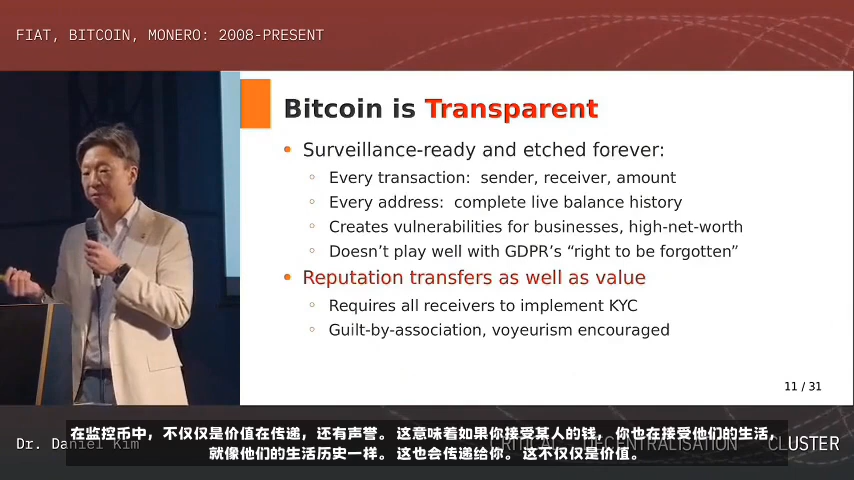 FIAT, BITCOIN, MONERO: 2008-PRESENT
Bitcoin is Transparent
Surveillance-ready and etched forever:
Every transaction: sender, receiver, amount
Every address: complete live balance history
Creates vulnerabilities for businesses, high-net-worth
Doesn’t play well with GDPR’s “right to be forgotten”
Reputation transfers as well as value
Requires all receivers to implement KYC
Guilt-by-association, voyeurism encouraged
11 / 31
在监控币中，不仅仅是价值在传递，还有声誉。 这意味着如果你接受某人的钱， 你也在接受他们的生活，
Dr. Daniel Kim CRITICAL DECENTRALISATION CLUSTER
就像他们的生活历史一样。 这也会传递给你。 这不仅仅是价值。